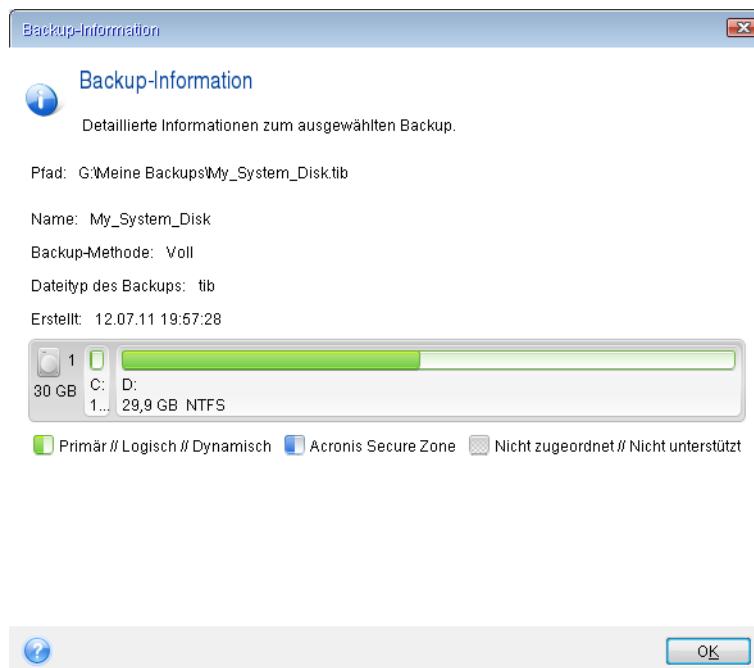 Backup-Information
Backup-Information
Detaillierte Informationen zum ausgewählten Backup.
Pfad: G:\Meine Backups\My_System_Disk.tib
Name: My_System_Disk
Backup-Methode: Voll
Dateityp des Backups: tib
Erstellt: 12.07.11 19:57:28
1
30 GB
C:
1...
D:
29,9 GB NTFS
Primär // Logisch // Dynamisch Acronis Secure Zone Nicht zugeordnet // Nicht unterstützt
OK